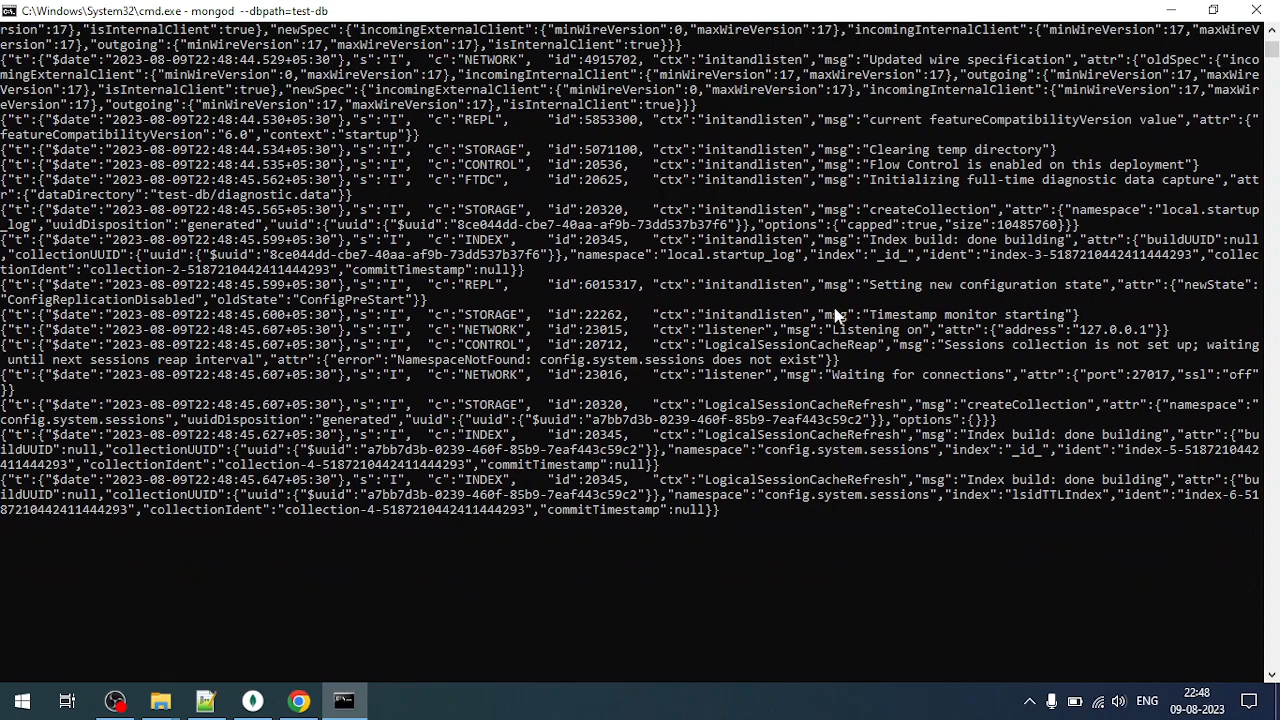 C:\Windows\System32\cmd.exe - mongod --dbpath=test-db
rsion":17},"isInternalClient":true},"newSpec":{"incomingExternalClient":{"minWireVersion":0,"maxWireVersion":17},"incomingInternalClient":{"minWireVersion":17,"maxWireV
ersion":17},"outgoing":{"minWireVersion":17,"maxWireVersion":17},"isInternalClient":true}}}
{"t":{"$date":"2023-08-09T22:48:44.529+05:30"},"s":"I",  "c":"NETWORK",  "id":4915702, "ctx":"initandlisten","msg":"Updated wire specification","attr":{"oldSpec":{"inco
mingExternalClient":{"minWireVersion":0,"maxWireVersion":17},"incomingInternalClient":{"minWireVersion":17,"maxWireVersion":17},"outgoing":{"minWireVersion":17,"maxWire
Version":17},"isInternalClient":true},"newSpec":{"incomingExternalClient":{"minWireVersion":0,"maxWireVersion":17},"incomingInternalClient":{"minWireVersion":17,"maxWir
eVersion":17},"outgoing":{"minWireVersion":17,"maxWireVersion":17},"isInternalClient":true}}}
{"t":{"$date":"2023-08-09T22:48:44.530+05:30"},"s":"I",  "c":"REPL",     "id":5853300, "ctx":"initandlisten","msg":"current featureCompatibilityVersion value","attr":{"
featureCompatibilityVersion":"6.0","context":"startup"}}
{"t":{"$date":"2023-08-09T22:48:44.534+05:30"},"s":"I",  "c":"STORAGE",  "id":5071100, "ctx":"initandlisten","msg":"Clearing temp directory"}
{"t":{"$date":"2023-08-09T22:48:44.535+05:30"},"s":"I",  "c":"CONTROL",  "id":20536,   "ctx":"initandlisten","msg":"Flow Control is enabled on this deployment"}
{"t":{"$date":"2023-08-09T22:48:45.562+05:30"},"s":"I",  "c":"FTDC",     "id":20625,   "ctx":"initandlisten","msg":"Initializing full-time diagnostic data capture","att
r":{"dataDirectory":"test-db/diagnostic.data"}}
{"t":{"$date":"2023-08-09T22:48:45.565+05:30"},"s":"I",  "c":"STORAGE",  "id":20320,   "ctx":"initandlisten","msg":"createCollection","attr":{"namespace":"local.startup
_log","uuidDisposition":"generated","uuid":{"uuid":{"$uuid":"8ce044dd-cbe7-40aa-af9b-73dd537b37f6"}},"options":{"capped":true,"size":10485760}}}
{"t":{"$date":"2023-08-09T22:48:45.599+05:30"},"s":"I",  "c":"INDEX",    "id":20345,   "ctx":"initandlisten","msg":"Index build: done building","attr":{"buildUUID":null
,"collectionUUID":{"uuid":{"$uuid":"8ce044dd-cbe7-40aa-af9b-73dd537b37f6"}},"namespace":"local.startup_log","index":"_id_","ident":"index-3-5187210442411444293","collec
tionIdent":"collection-2-5187210442411444293","commitTimestamp":null}}
{"t":{"$date":"2023-08-09T22:48:45.599+05:30"},"s":"I",  "c":"REPL",     "id":6015317, "ctx":"initandlisten","msg":"Setting new configuration state","attr":{"newState":
"ConfigReplicationDisabled","oldState":"ConfigPreStart"}}
{"t":{"$date":"2023-08-09T22:48:45.600+05:30"},"s":"I",  "c":"STORAGE",  "id":22262,   "ctx":"initandlisten","msg":"Timestamp monitor starting"}
{"t":{"$date":"2023-08-09T22:48:45.607+05:30"},"s":"I",  "c":"NETWORK",  "id":23015,   "ctx":"listener","msg":"Listening on","attr":{"address":"127.0.0.1"}}
{"t":{"$date":"2023-08-09T22:48:45.607+05:30"},"s":"I",  "c":"CONTROL",  "id":20712,   "ctx":"LogicalSessionCacheReap","msg":"Sessions collection is not set up; waiting
 until next sessions reap interval","attr":{"error":"NamespaceNotFound: config.system.sessions does not exist"}}
{"t":{"$date":"2023-08-09T22:48:45.607+05:30"},"s":"I",  "c":"NETWORK",  "id":23016,   "ctx":"listener","msg":"Waiting for connections","attr":{"port":27017,"ssl":"off"
}}
{"t":{"$date":"2023-08-09T22:48:45.607+05:30"},"s":"I",  "c":"STORAGE",  "id":20320,   "ctx":"LogicalSessionCacheRefresh","msg":"createCollection","attr":{"namespace":"
config.system.sessions","uuidDisposition":"generated","uuid":{"uuid":{"$uuid":"a7bb7d3b-0239-460f-85b9-7eaf443c59c2"}},"options":{}}}
{"t":{"$date":"2023-08-09T22:48:45.627+05:30"},"s":"I",  "c":"INDEX",    "id":20345,   "ctx":"LogicalSessionCacheRefresh","msg":"Index build: done building","attr":{"bu
ildUUID":null,"collectionUUID":{"uuid":{"$uuid":"a7bb7d3b-0239-460f-85b9-7eaf443c59c2"}},"namespace":"config.system.sessions","index":"_id_","ident":"index-5-5187210442
411444293","collectionIdent":"collection-4-5187210442411444293","commitTimestamp":null}}
{"t":{"$date":"2023-08-09T22:48:45.647+05:30"},"s":"I",  "c":"INDEX",    "id":20345,   "ctx":"LogicalSessionCacheRefresh","msg":"Index build: done building","attr":{"bu
ildUUID":null,"collectionUUID":{"uuid":{"$uuid":"a7bb7d3b-0239-460f-85b9-7eaf443c59c2"}},"namespace":"config.system.sessions","index":"lsidTTLIndex","ident":"index-6-51
87210442411444293","collectionIdent":"collection-4-5187210442411444293","commitTimestamp":null}}
ENG
22:48
09-08-2023